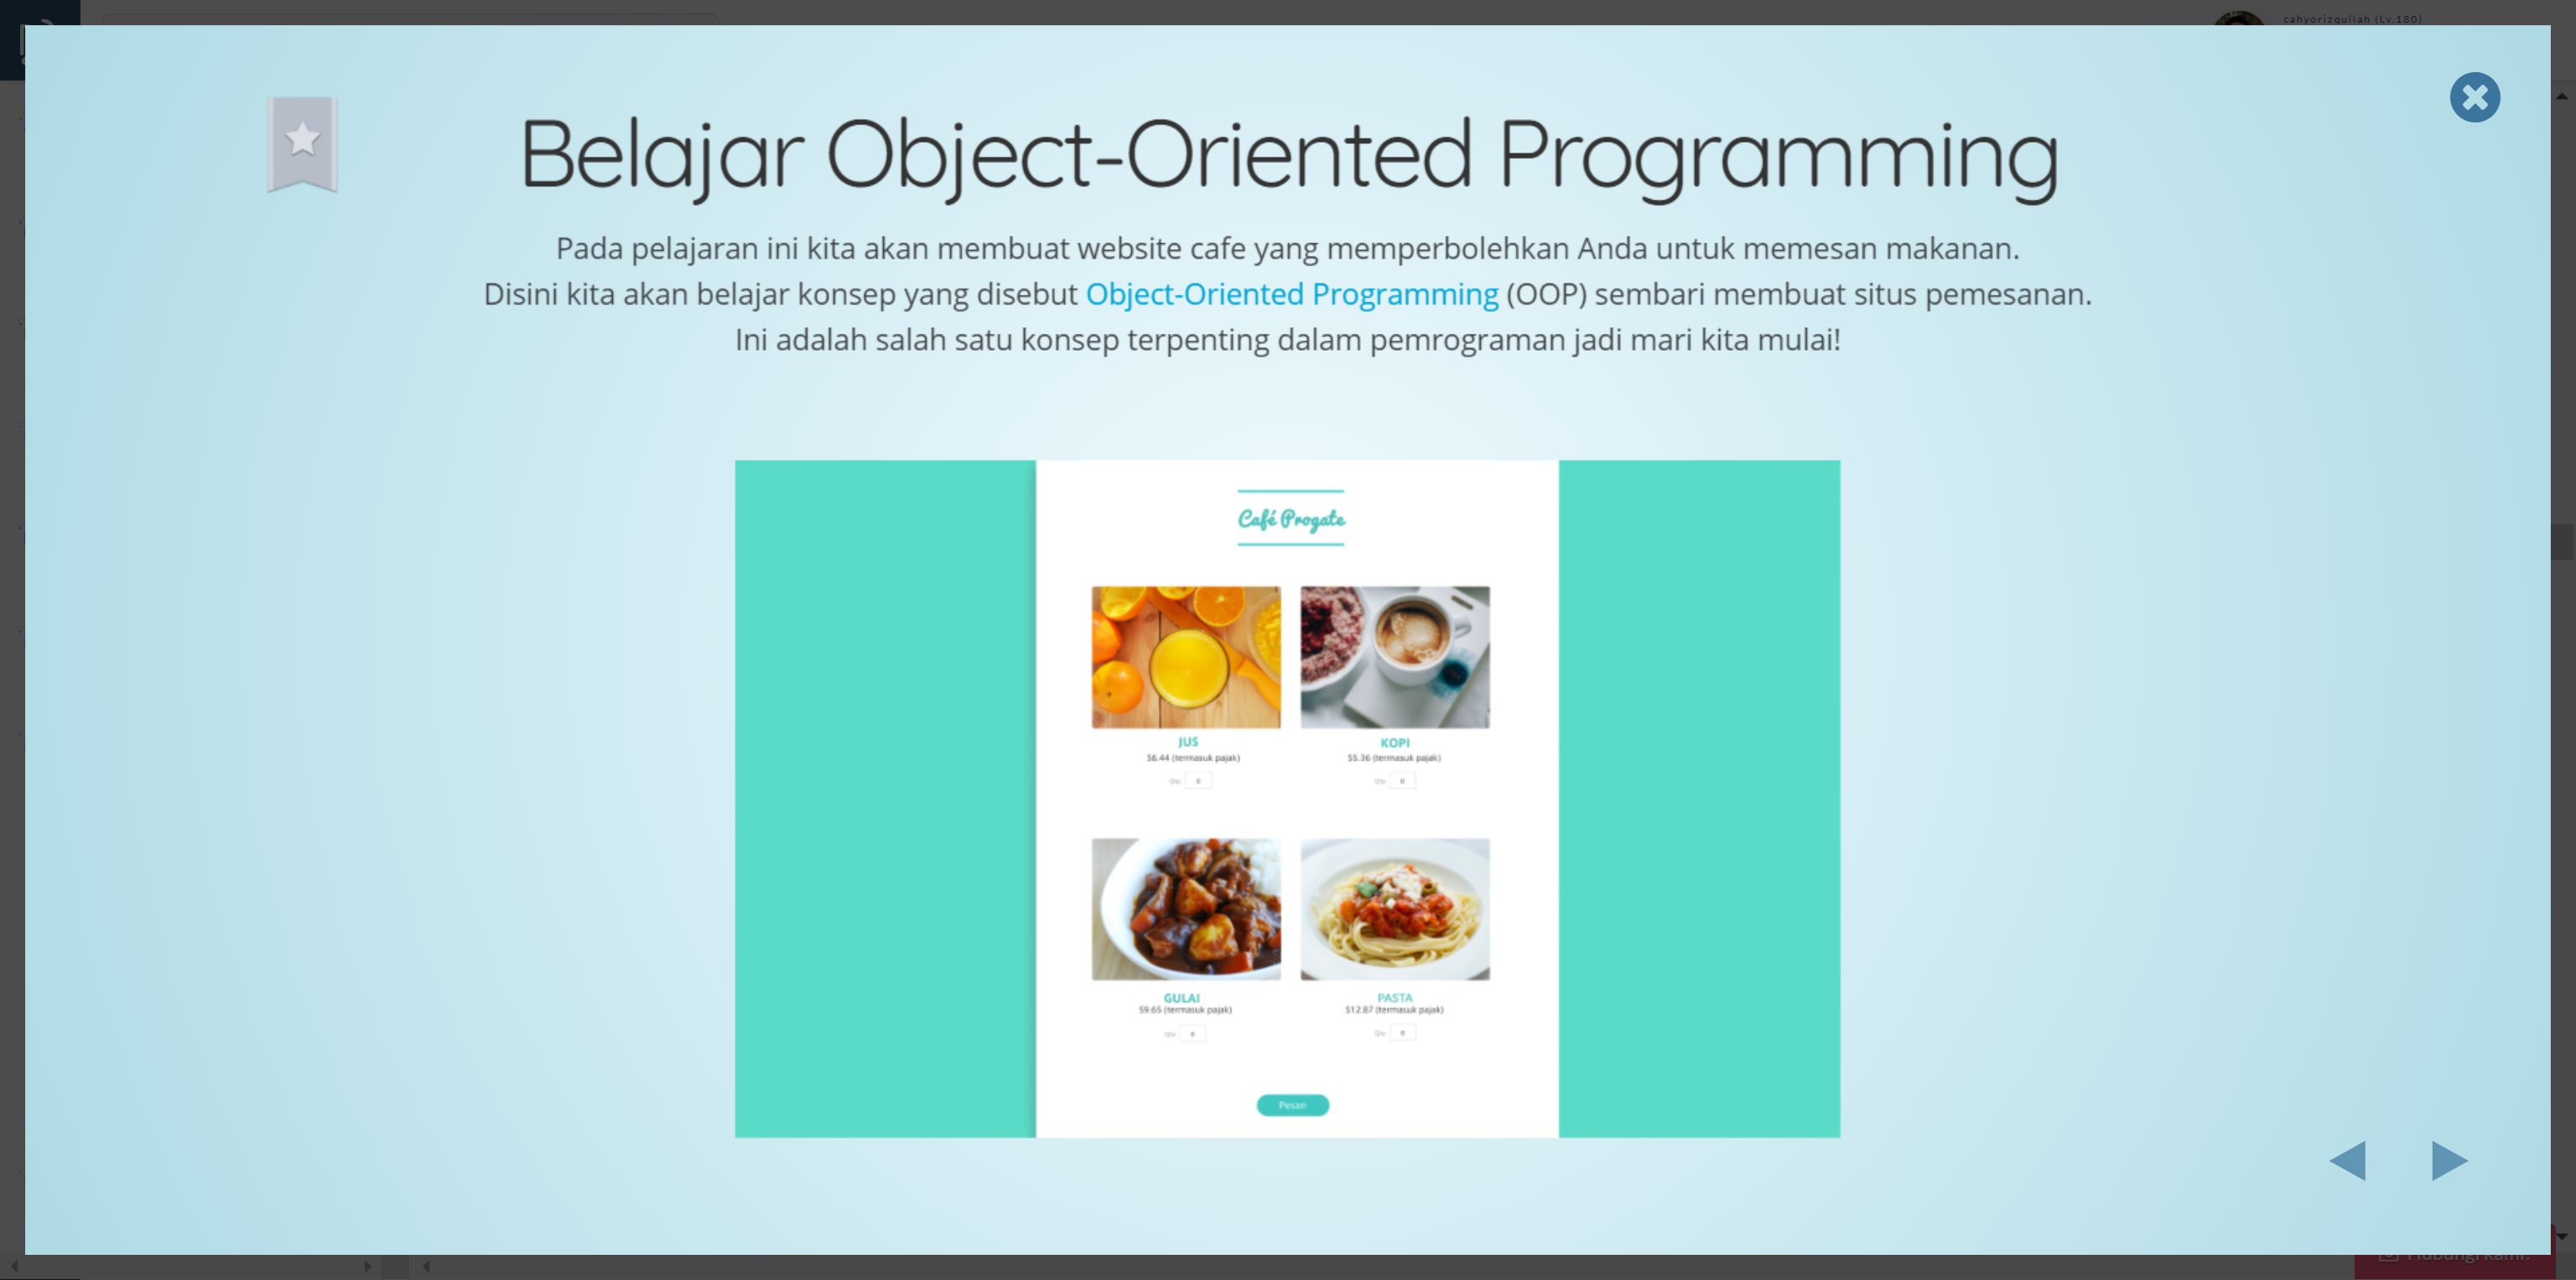 cahyorizqullah (Lv.180)
Belajar Object-Oriented Programming
Pada pelajaran ini kita akan membuat website cafe yang memperbolehkan Anda untuk memesan makanan.
Disini kita akan belajar konsep yang disebut Object-Oriented Programming (OOP) sembari membuat situs pemesanan.
Ini adalah salah satu konsep terpenting dalam pemrograman jadi mari kita mulai!
Café Progate
JUS
$6.44 (termasuk pajak)
Qty 0
KOPI
$5.36 (termasuk pajak)
Qty 0
GULAI
$9.65 (termasuk pajak)
Qty 0
PASTA
$12.87 (termasuk pajak)
Qty 0
Pesan
Hubungi kami!